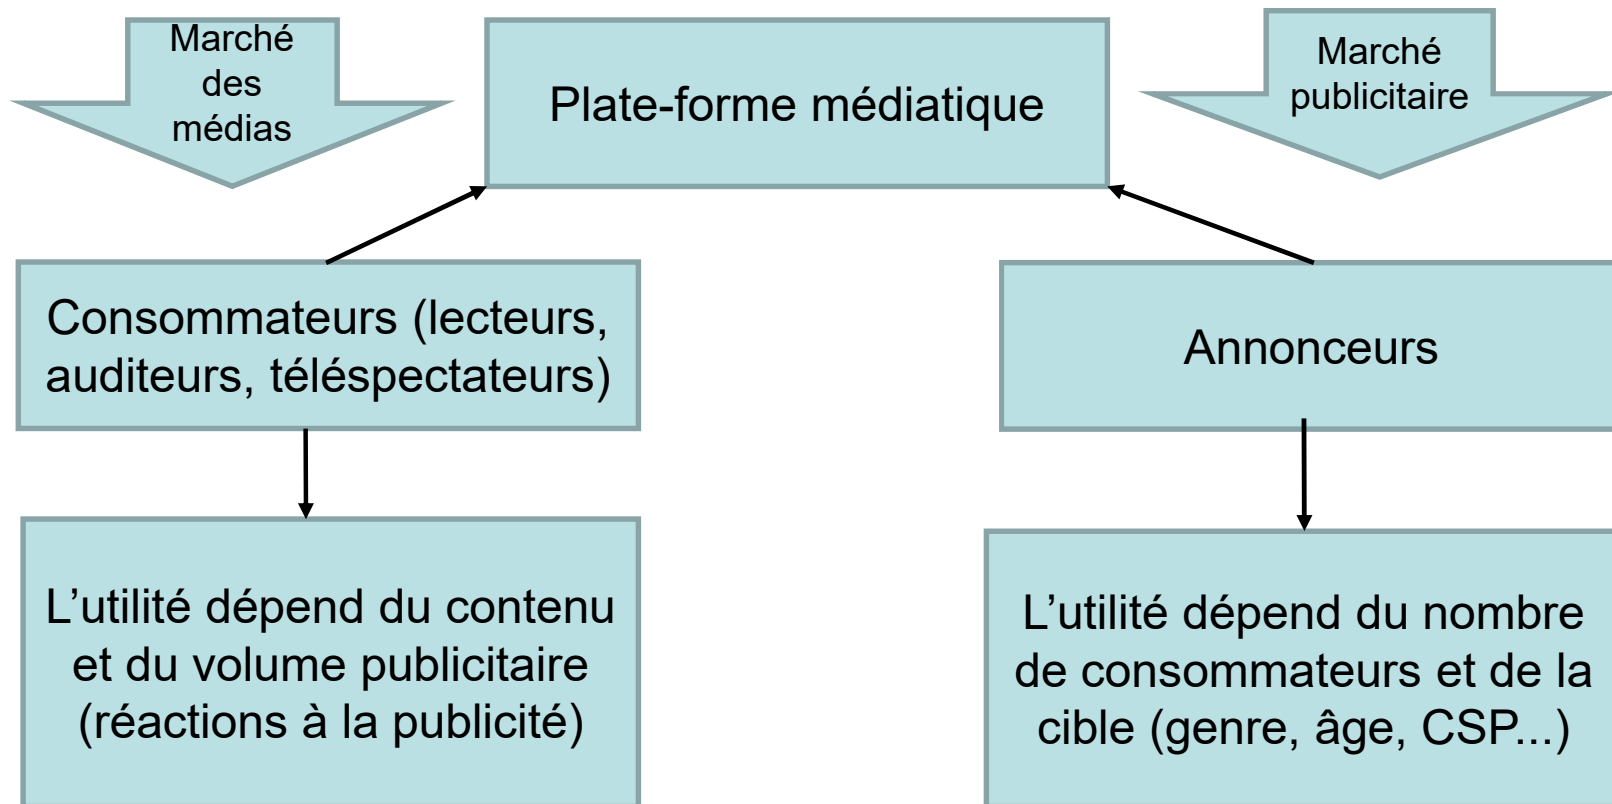 Marché
des
médias
Plate-forme médiatique
Marché
publicitaire
Consommateurs (lecteurs,
auditeurs, téléspectateurs)
Annonceurs
L’utilité dépend du contenu
et du volume publicitaire
(réactions à la publicité)
L’utilité dépend du nombre
de consommateurs et de la
cible (genre, âge, CSP...)